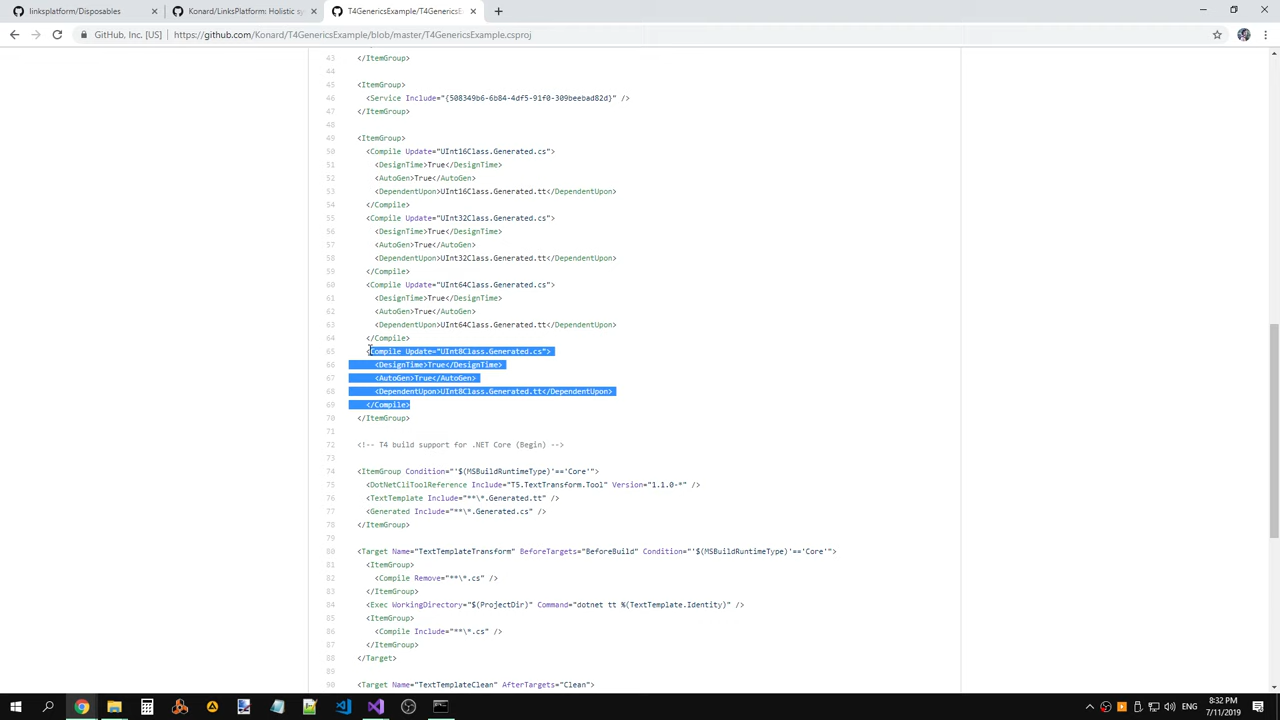 linksplatform/Disposables
Konard/LinksPlatform: Holistic sy
T4GenericsExample/T4GenericsEx
GitHub, Inc. [US]
https://github.com/Konard/T4GenericsExample/blob/master/T4GenericsExample.csproj
43 </ItemGroup>
44
45 <ItemGroup>
46 <Service Include="{508349b6-6b84-4df5-91f0-309beebad82d}" />
47 </ItemGroup>
48
49 <ItemGroup>
50 <Compile Update="UInt16Class.Generated.cs">
51 <DesignTime>True</DesignTime>
52 <AutoGen>True</AutoGen>
53 <DependentUpon>UInt16Class.Generated.tt</DependentUpon>
54 </Compile>
55 <Compile Update="UInt32Class.Generated.cs">
56 <DesignTime>True</DesignTime>
57 <AutoGen>True</AutoGen>
58 <DependentUpon>UInt32Class.Generated.tt</DependentUpon>
59 </Compile>
60 <Compile Update="UInt64Class.Generated.cs">
61 <DesignTime>True</DesignTime>
62 <AutoGen>True</AutoGen>
63 <DependentUpon>UInt64Class.Generated.tt</DependentUpon>
64 </Compile>
65 <Compile Update="UInt8Class.Generated.cs">
66 <DesignTime>True</DesignTime>
67 <AutoGen>True</AutoGen>
68 <DependentUpon>UInt8Class.Generated.tt</DependentUpon>
69 </Compile>
70 </ItemGroup>
71
72 <!-- T4 build support for .NET Core (Begin) -->
73
74 <ItemGroup Condition="'$(MSBuildRuntimeType)'=='Core'">
75 <DotNetCliToolReference Include="T5.TextTransform.Tool" Version="1.1.0-*" />
76 <TextTemplate Include="**\*.Generated.tt" />
77 <Generated Include="**\*.Generated.cs" />
78 </ItemGroup>
79
80 <Target Name="TextTemplateTransform" BeforeTargets="BeforeBuild" Condition="'$(MSBuildRuntimeType)'=='Core'">
81 <ItemGroup>
82 <Compile Remove="**\*.cs" />
83 </ItemGroup>
84 <Exec WorkingDirectory="$(ProjectDir)" Command="dotnet tt %(TextTemplate.Identity)" />
85 <ItemGroup>
86 <Compile Include="**\*.cs" />
87 </ItemGroup>
88 </Target>
89
90 <Target Name="TextTemplateClean" AfterTargets="Clean">
ENG
8:32 PM
7/11/2019